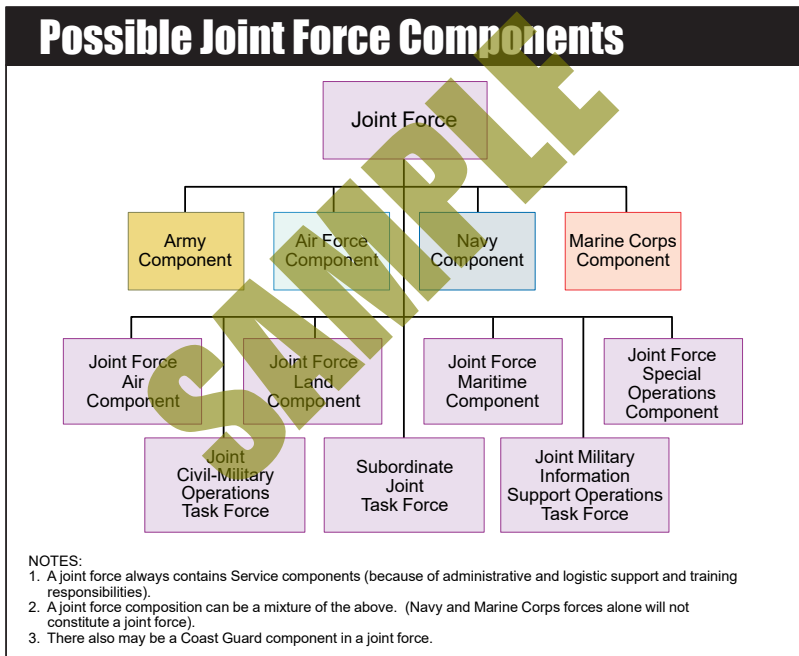 Possible Joint Force Components
Joint Force
Army
Component
Air Force
Component
Navy
Component
Marine Corps
Component
Joint Force
Air
Component
Joint Force
Land
Component
Joint Force
Maritime
Component
Joint Force
Special
Operations
Component
Joint
Civil-Military
Operations
Task Force
Subordinate
Joint
Task Force
Joint Military
Information
Support Operations
Task Force
SAMPLE
NOTES:
1. A joint force always contains Service components (because of administrative and logistic support and training
responsibilities).
2. A joint force composition can be a mixture of the above. (Navy and Marine Corps forces alone will not
constitute a joint force).
3. There also may be a Coast Guard component in a joint force.